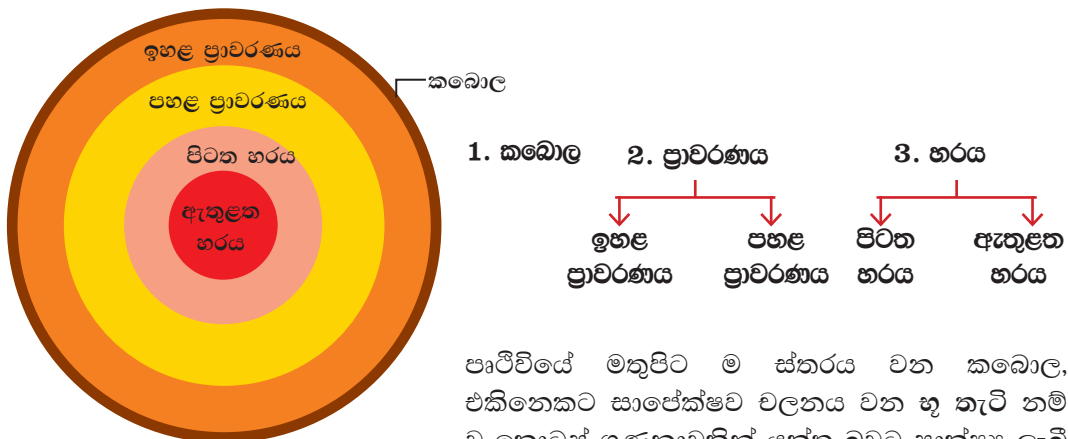 ඉහළ ප්‍රාවරණය
කබොල
පහළ ප්‍රාවරණය
පිටත හරය
ඇතුළත
හරය
1. කබොල 2. ප්‍රාවරණය 3. හරය
ඉහළ පහළ පිටත ඇතුළත
ප්‍රාවරණය ප්‍රාවරණය හරය හරය
පෘථිවියේ මතුපිට ම ස්තරය වන කබොල,
එකිනෙකට සාපේක්ෂව චලනය වන භූ තැටි නම්